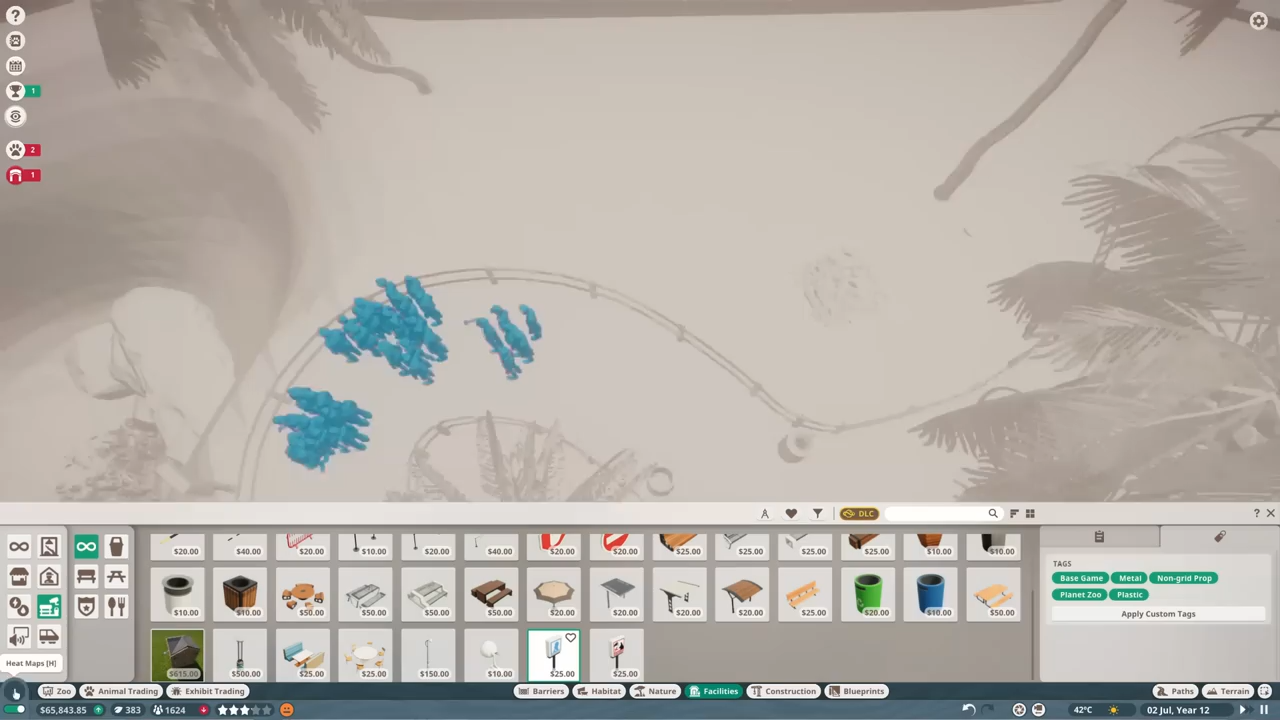 ?
1
2
1
DLC
?
$20.00 $40.00 $20.00 $10.00 $20.00 $40.00 $20.00 $20.00 $25.00 $25.00 $25.00 $25.00 $10.00 $10.00
$10.00 $10.00 $50.00 $50.00 $50.00 $50.00 $20.00 $20.00 $20.00 $20.00 $25.00 $20.00 $10.00 $50.00
$615.00 $500.00 $25.00 $25.00 $150.00 $10.00 $25.00 $25.00
TAGS
Base Game Metal Non-grid Prop
Planet Zoo Plastic
Apply Custom Tags
Heat Maps [H]
Zoo Animal Trading Exhibit Trading Barriers Habitat Nature Facilities Construction Blueprints Paths Terrain
$65,843.85 383 1624 42°C 02 Jul, Year 12